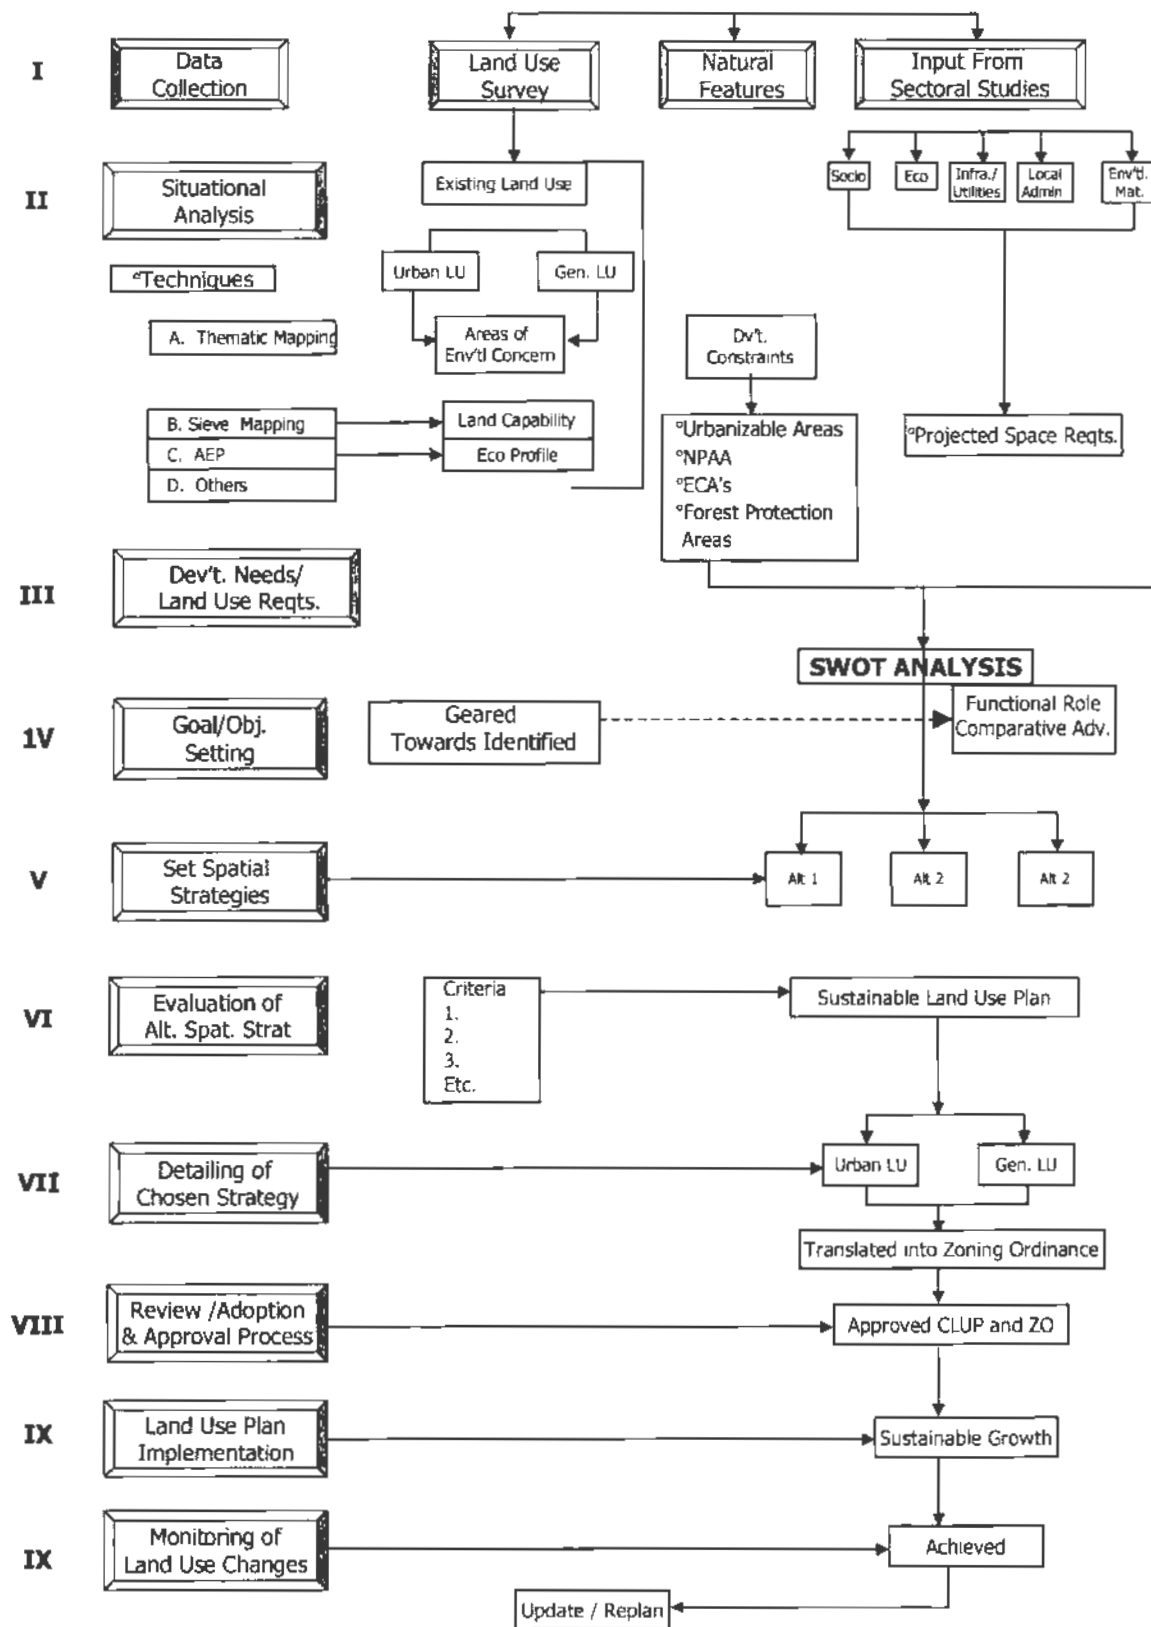 I
Data
Collection
Land Use
Survey
Natural
Features
Input From
Sectoral Studies
II
Situational
Analysis
Existing Land Use
Socio
Eco
Infra./
Utilities
Local
Admin
Env'tl.
Mat.
°Techniques
Urban LU
Gen. LU
A. Thematic Mapping
Areas of
Env'tl Concern
Dv't.
Constraints
B. Sieve Mapping
Land Capability
C. AEP
Eco Profile
D. Others
°Urbanizable Areas
°NPAA
°ECA's
°Forest Protection
Areas
°Projected Space Reqts.
III
Dev't. Needs/
Land Use Reqts.
SWOT ANALYSIS
1V
Goal/Obj.
Setting
Geared
Towards Identified
Functional Role
Comparative Adv.
V
Set Spatial
Strategies
Alt 1
Alt 2
Alt 2
VI
Evaluation of
Alt. Spat. Strat
Criteria
1.
2.
3.
Etc.
Sustainable Land Use Plan
VII
Detailing of
Chosen Strategy
Urban LU
Gen. LU
Translated into Zoning Ordinance
VIII
Review /Adoption
& Approval Process
Approved CLUP and ZO
IX
Land Use Plan
Implementation
Sustainable Growth
IX
Monitoring of
Land Use Changes
Achieved
Update / Replan